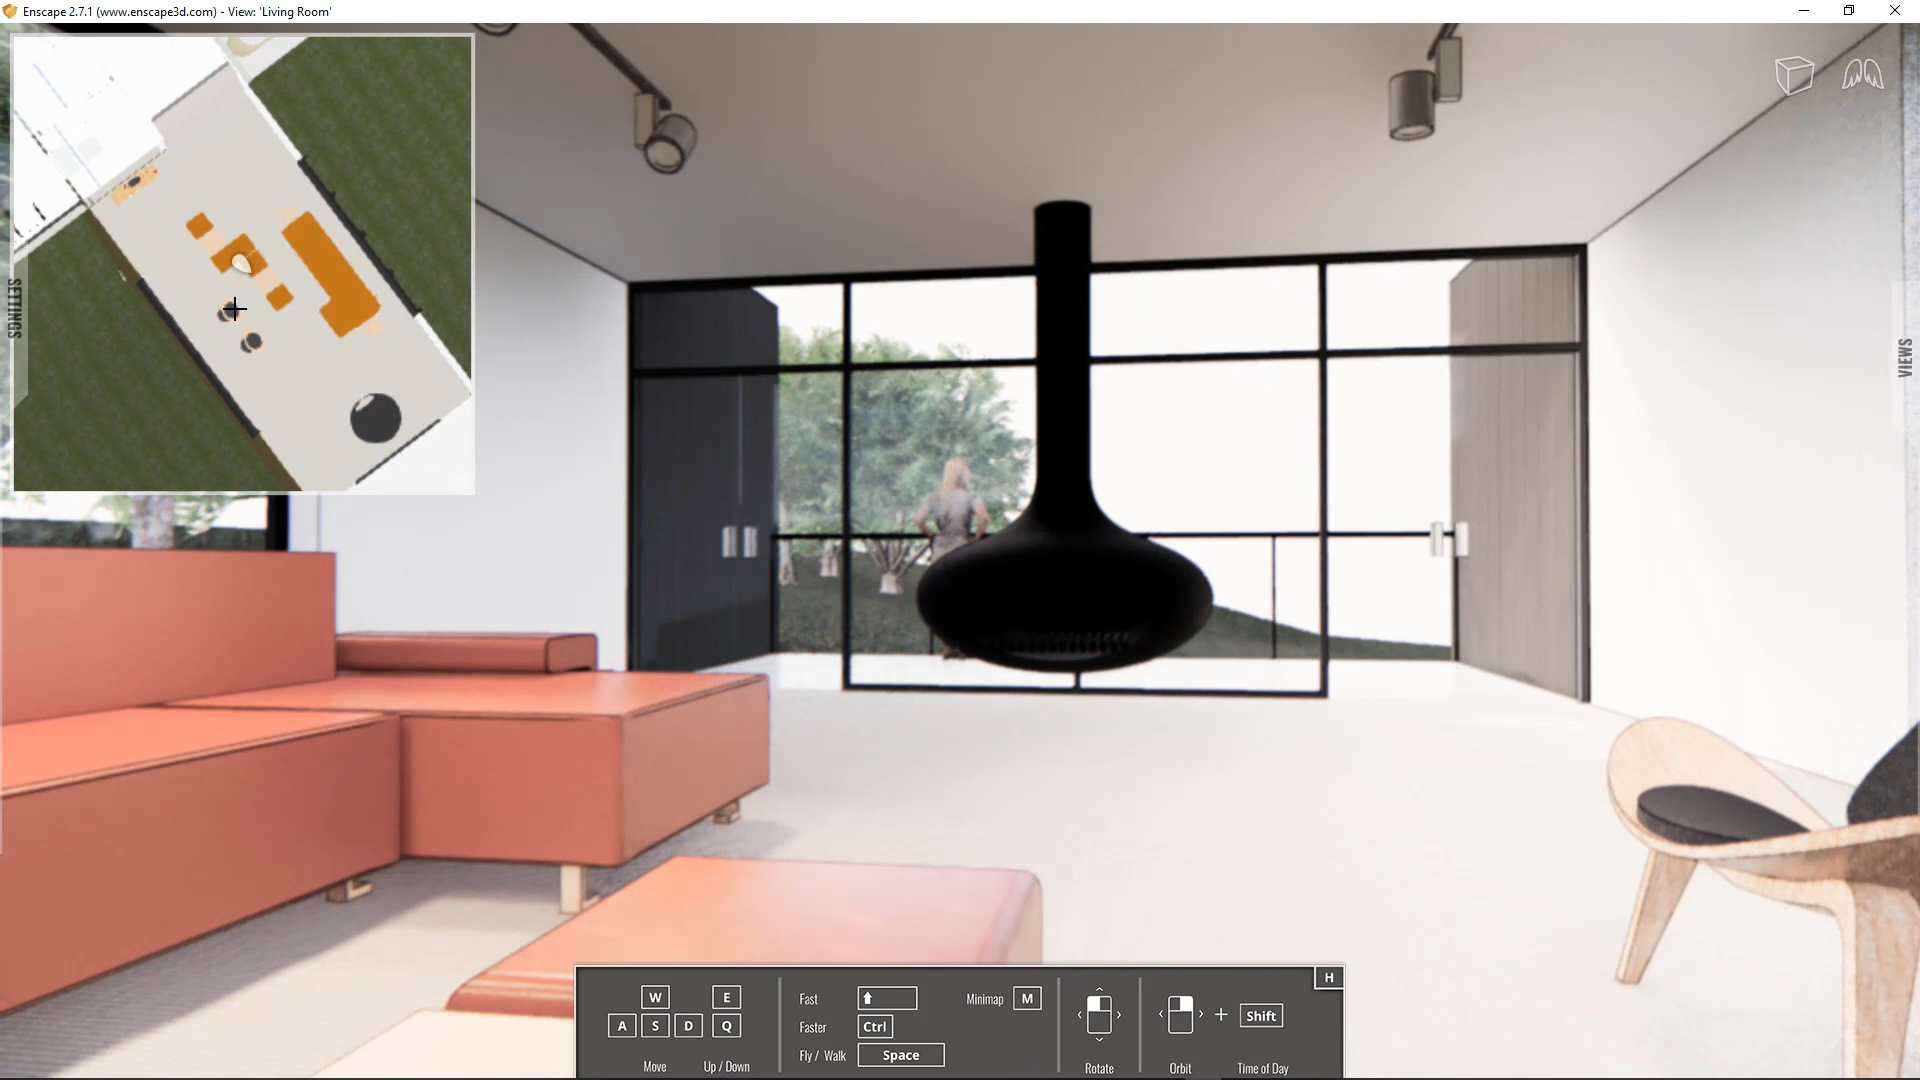 Enscape 2.7.1 (www.enscape3d.com) - View: 'Living Room'
SETTINGS
VIEWS
H
W E
A S D Q
Move Up / Down
Fast
Faster Ctrl
Fly / Walk Space
Minimap M
Rotate
+ Shift
Orbit Time of Day